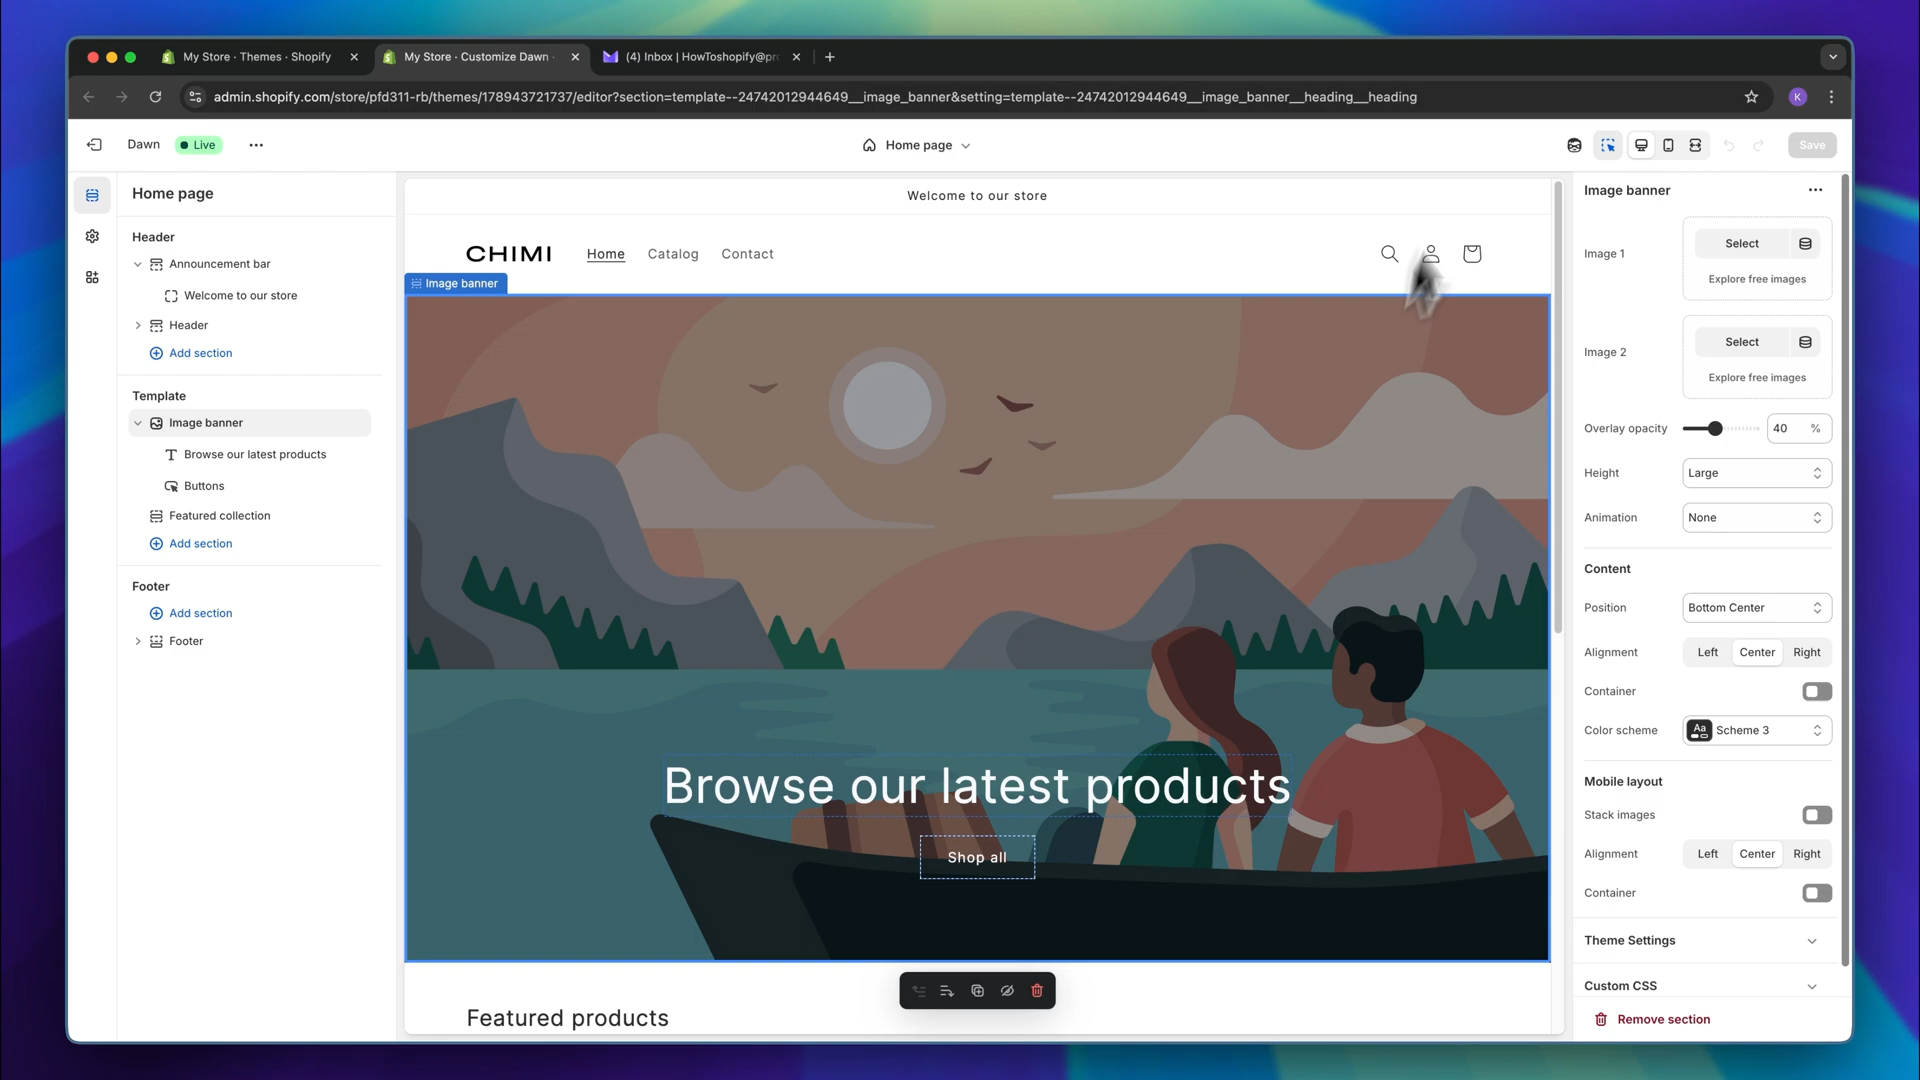 My Store · Themes · Shopify
My Store · Customize Dawn ·
(4) Inbox | HowToshopify@pr
admin.shopify.com/store/pfd311-rb/themes/178943721737/editor?section=template--24742012944649__image_banner&setting=template--24742012944649__image_banner__heading__heading
K
Dawn
Live
Home page
Save
Home page
Header
Announcement bar
Welcome to our store
Header
Add section
Template
Image banner
Browse our latest products
Buttons
Featured collection
Add section
Footer
Add section
Footer
Welcome to our store
CHIMI
Home
Catalog
Contact
Image banner
Browse our latest products
Shop all
Featured products
Image banner
Image 1
Select
Explore free images
Image 2
Select
Explore free images
Overlay opacity
40 %
Height
Large
Animation
None
Content
Position
Bottom Center
Alignment
Left Center Right
Container
Color scheme
Aa
Scheme 3
Mobile layout
Stack images
Alignment
Left Center Right
Container
Theme Settings
Custom CSS
Remove section